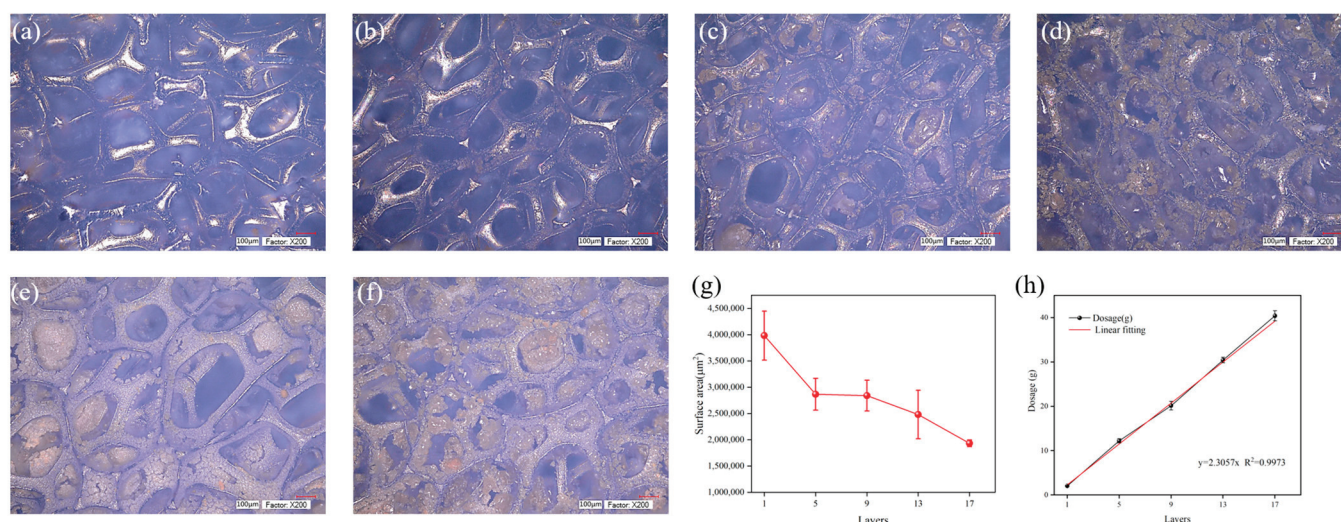 (a)
100μm Factor: X200
(b)
100μm Factor: X200
(c)
100μm Factor: X200
(d)
100μm Factor: X200
(e)
100μm Factor: X200
(f)
100μm Factor: X200
(g)
Surface area(μm²)
4,500,000
4,000,000
3,500,000
3,000,000
2,500,000
2,000,000
1,500,000
1,000,000
1 5 9 13 17
Layers
(h)
Dosage (g)
40
30
20
10
0
Dosage(g)
Linear fitting
y=2.3057x R²=0.9973
1 5 9 13 17
Layers